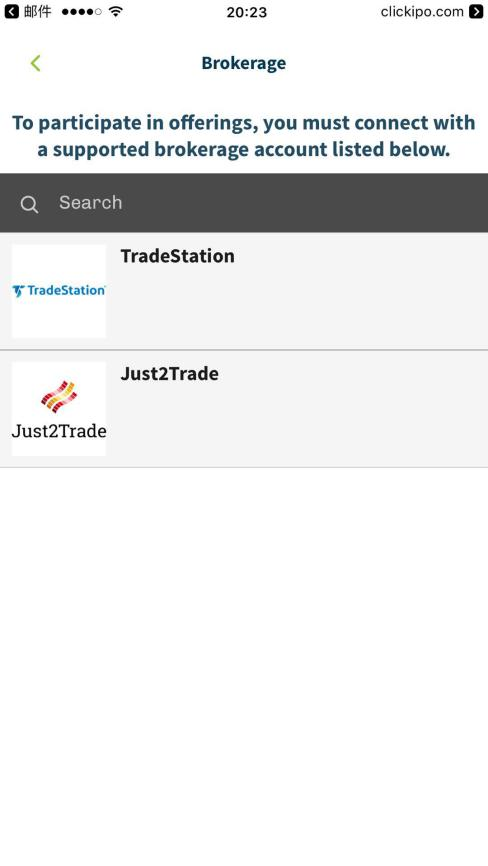 邮件 20:23 clickipo.com
Brokerage
To participate in offerings, you must connect with
a supported brokerage account listed below.
Search
TradeStation
TradeStation
Just2Trade
Just2Trade